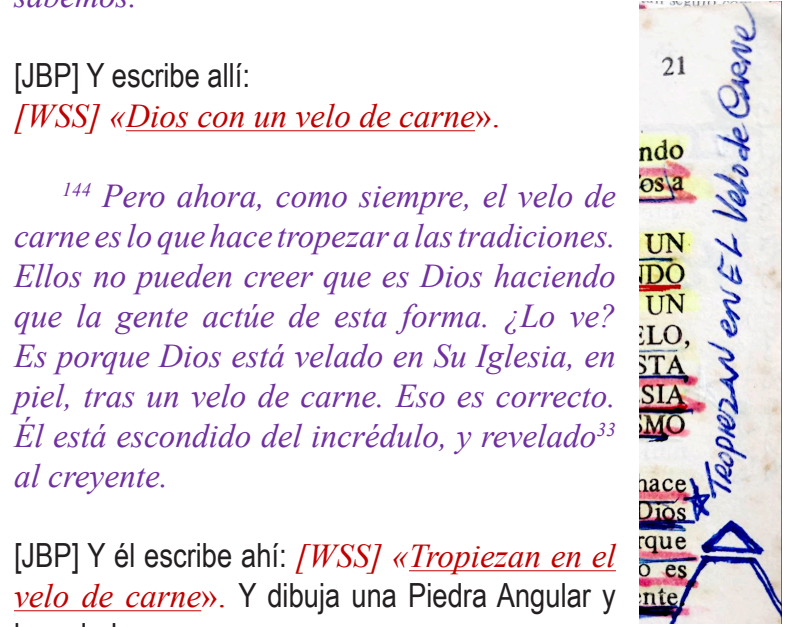 sabemos.
[JBP] Y escribe allí:
[WSS] «Dios con un velo de carne».
144 Pero ahora, como siempre, el velo de
carne es lo que hace tropezar a las tradiciones.
Ellos no pueden creer que es Dios haciendo
que la gente actúe de esta forma. ¿Lo ve?
Es porque Dios está velado en Su Iglesia, en
piel, tras un velo de carne. Eso es correcto.
Él está escondido del incrédulo, y revelado33
al creyente.
[JBP] Y él escribe ahí: [WSS] «Tropiezan en el
velo de carne». Y dibuja una Piedra Angular y
21
ndo
os a
UN
NDO
UN
ELO,
STA
SIA
SMO
hace
Dios
rque
o es
ente
TROPIEZAN en EL Velo de CARNE